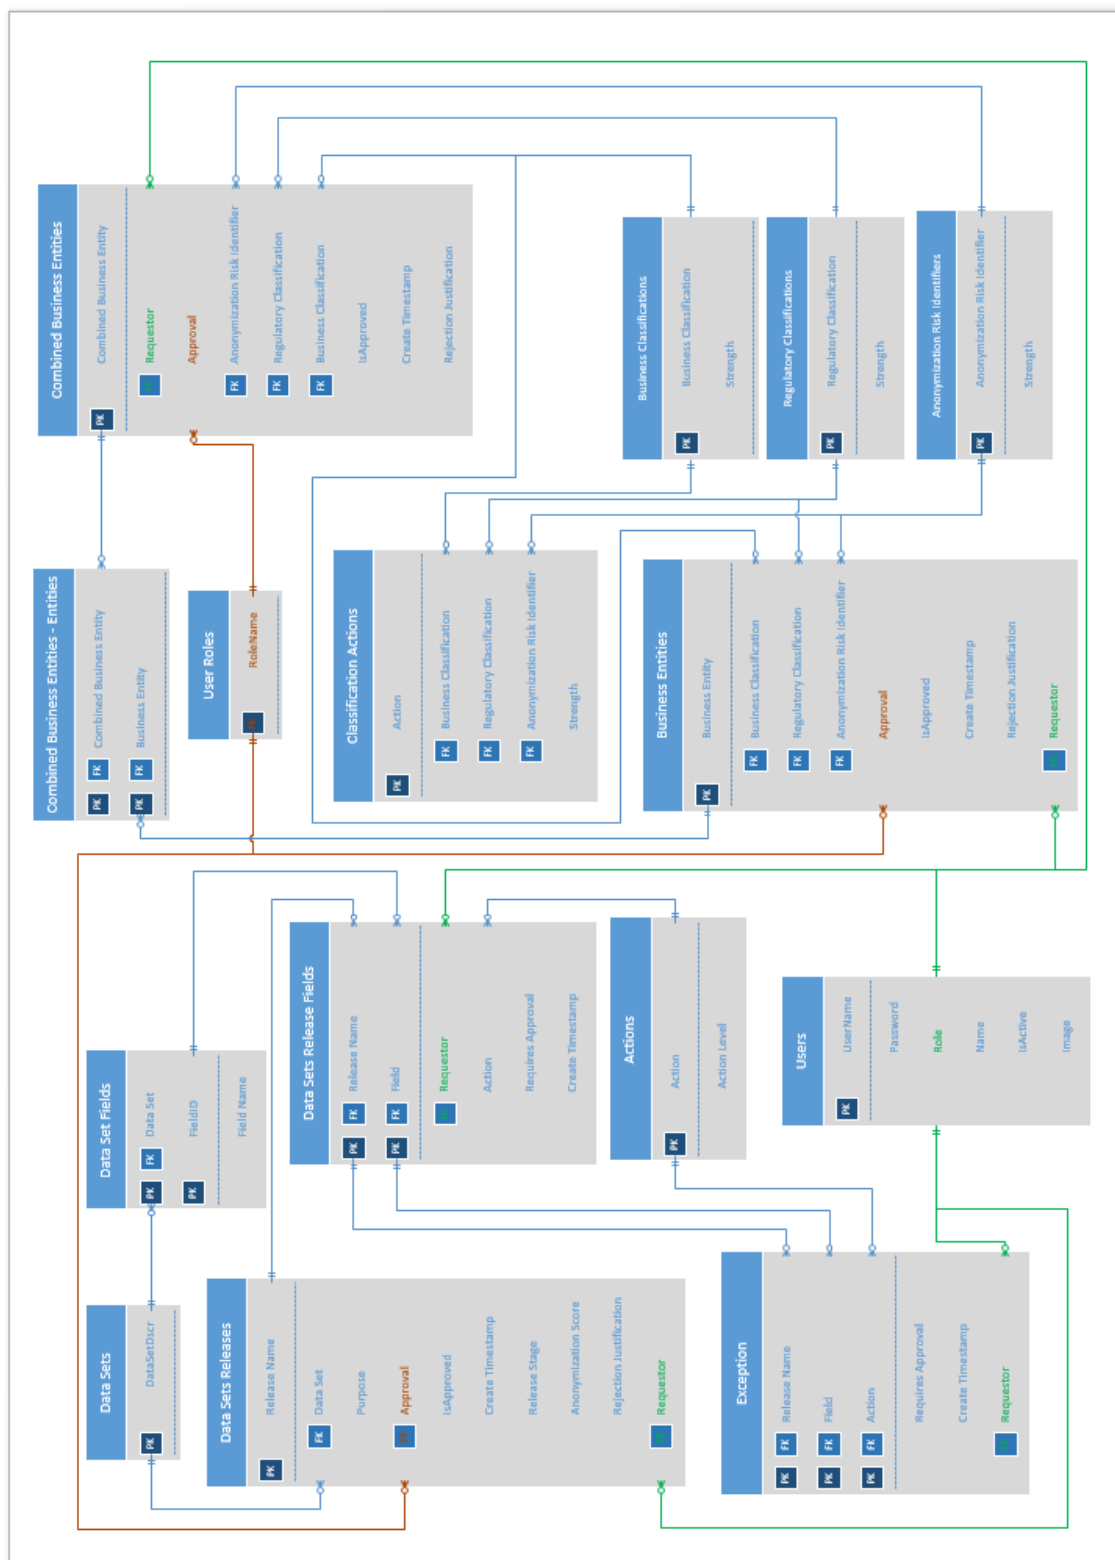 Data Sets
PK DataSetDscr
Data Set Fields
PK FK Data Set
PK FieldID
Field Name
Data Sets Releases
PK Release Name
FK Data Set
Purpose
FK Approval
IsApproved
Create Timestamp
Release Stage
Anonymization Score
Rejection Justification
FK Requestor
Data Sets Release Fields
PK FK Release Name
PK FK Field
FK Requestor
Action
Requires Approval
Create Timestamp
Actions
PK Action
Action Level
Exception
PK FK Release Name
PK FK Field
PK FK Action
Requires Approval
Create Timestamp
FK Requestor
Users
PK UserName
Password
Role
Name
IsActive
Image
Combined Business Entities - Entities
PK FK Combined Business Entity
PK FK Business Entity
User Roles
PK RoleName
Combined Business Entities
PK Combined Business Entity
FK Requestor
Approval
FK Anonymization Risk Identifier
FK Regulatory Classification
FK Business Classification
IsApproved
Create Timestamp
Rejection Justification
Classification Actions
PK Action
FK Business Classification
FK Regulatory Classification
FK Anonymization Risk Identifier
Strength
Business Entities
PK Business Entity
FK Business Classification
FK Regulatory Classification
FK Anonymization Risk Identifier
Approval
IsApproved
Create Timestamp
Rejection Justification
FK Requestor
Business Classifications
PK Business Classification
Strength
Regulatory Classifications
PK Regulatory Classification
Strength
Anonymization Risk Identifiers
PK Anonymization Risk Identifier
Strength